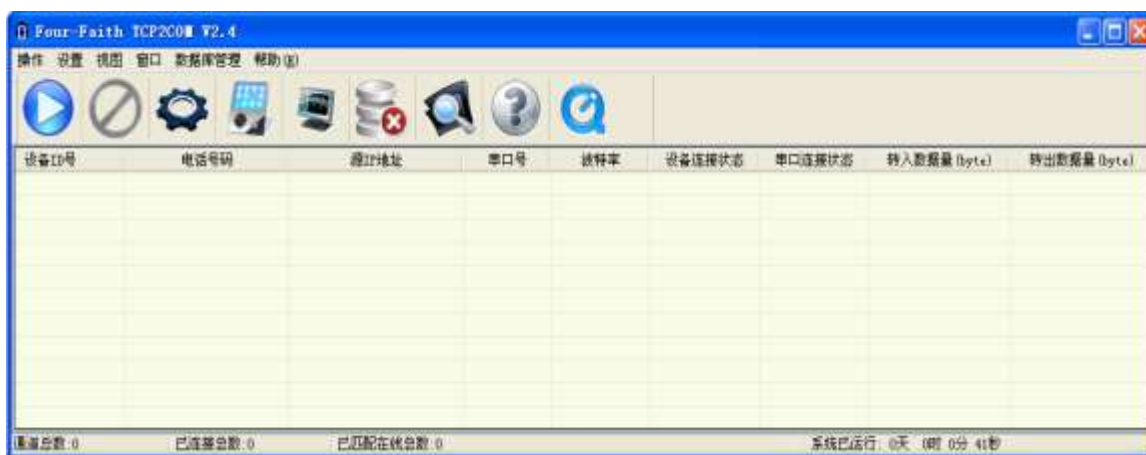 Four-Faith TCP2COM V2.4
操作 设置 视图 窗口 数据库管理 帮助(H)
设备ID号 电话号码 源IP地址 串口号 波特率 设备连接状态 串口连接状态 转入数据量(byte) 转出数据量(byte)
通道总数:0 已连接总数:0 已匹配在线总数:0 系统已运行: 0天 0时 0分 41秒